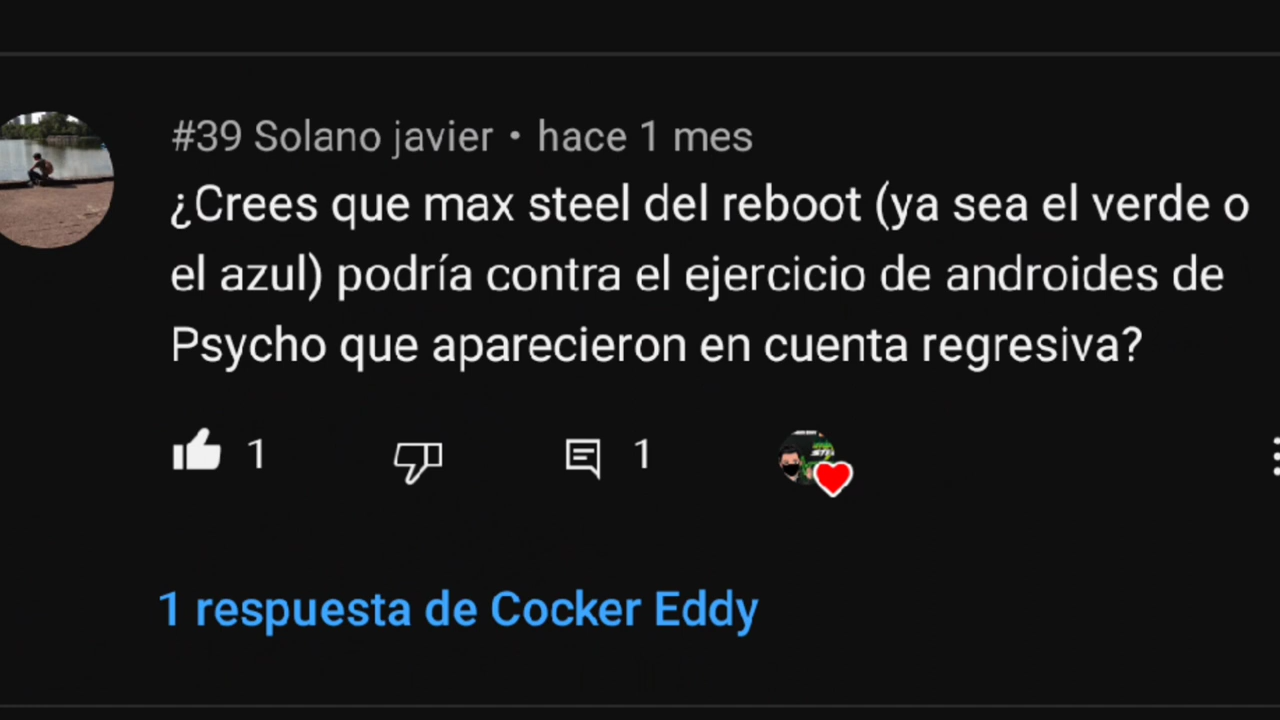 #39 Solano javier • hace 1 mes
¿Crees que max steel del reboot (ya sea el verde o
el azul) podría contra el ejercicio de androides de
Psycho que aparecieron en cuenta regresiva?
1 1
1 respuesta de Cocker Eddy